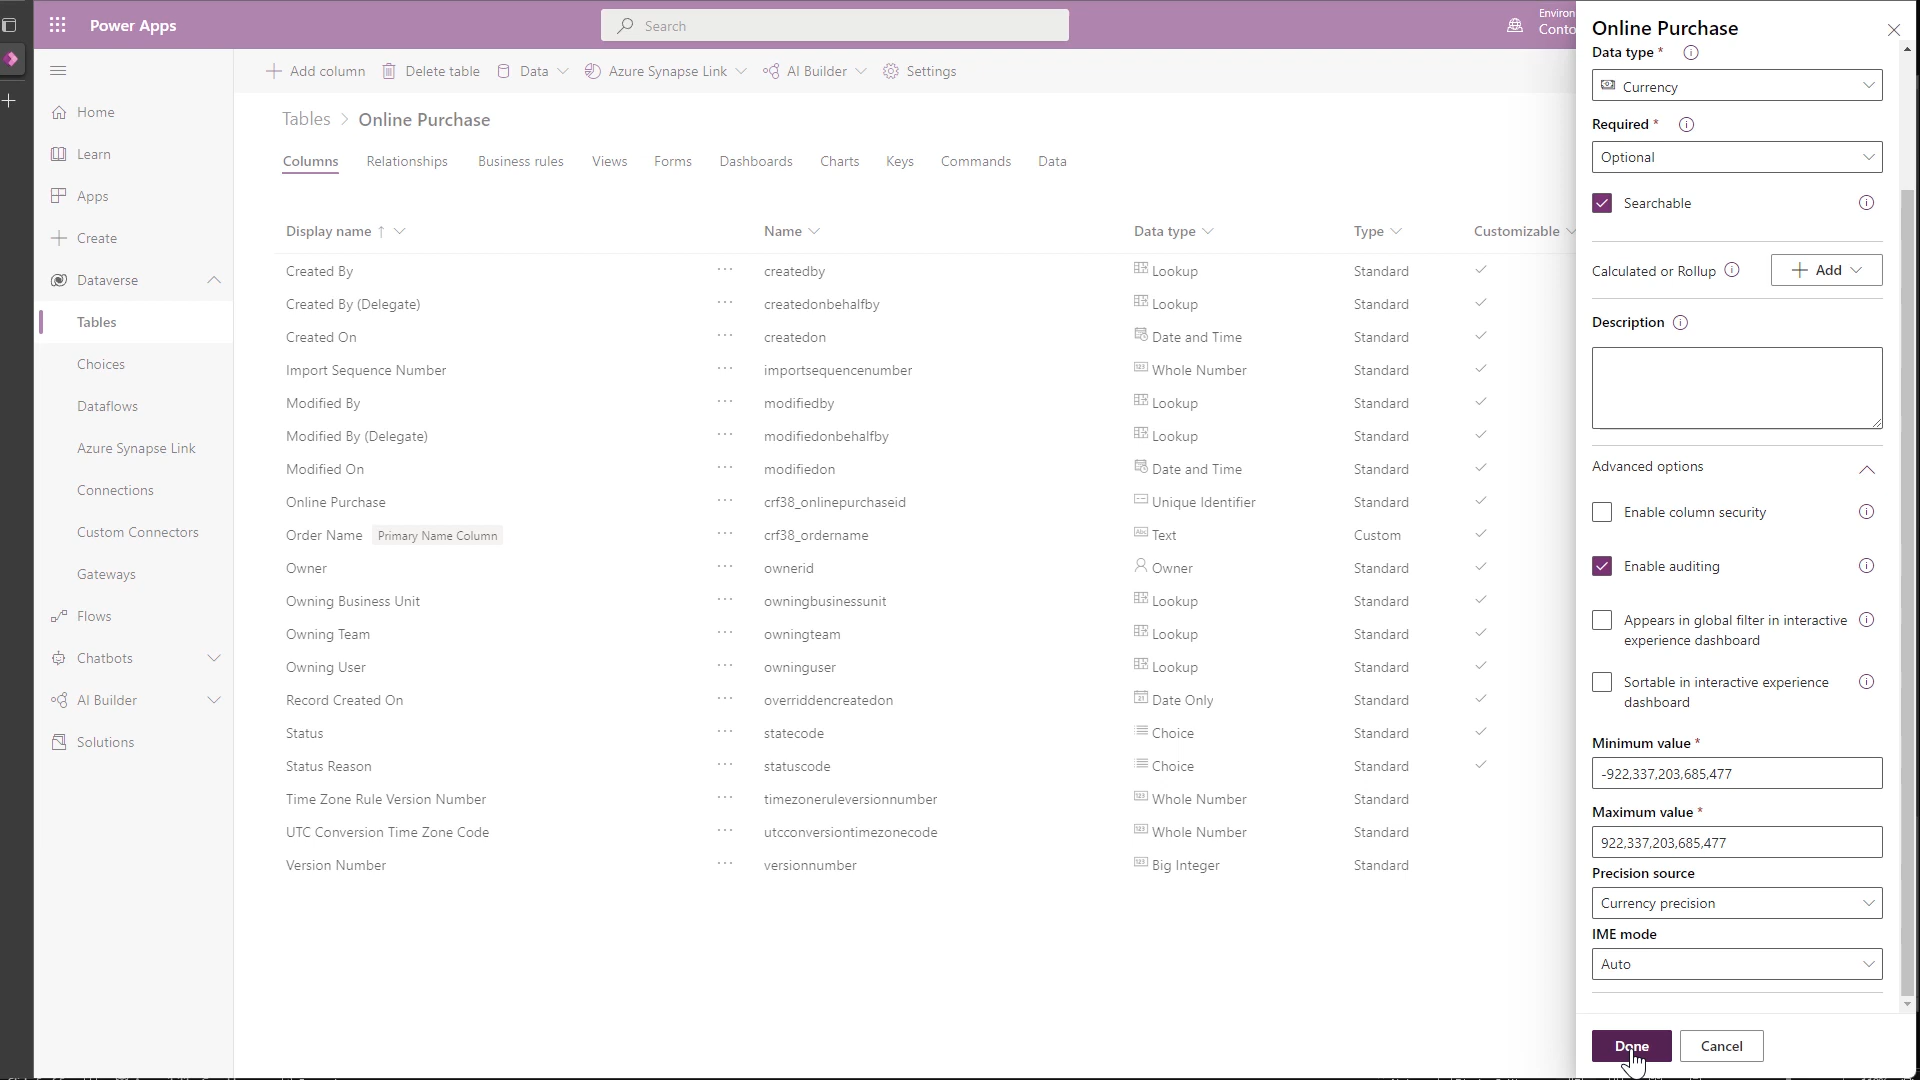 Power Apps
Search
Environ
Conto
Add column
Delete table
Data
Azure Synapse Link
AI Builder
Settings
Home
Learn
Apps
Create
Dataverse
Tables
Choices
Dataflows
Azure Synapse Link
Connections
Custom Connectors
Gateways
Flows
Chatbots
AI Builder
Solutions
Tables > Online Purchase
Columns Relationships Business rules Views Forms Dashboards Charts Keys Commands Data
Display name ↑ Name Data type Type Customizable
Created By ... createdby Lookup Standard ✓
Created By (Delegate) ... createdonbehalfby Lookup Standard ✓
Created On ... createdon Date and Time Standard ✓
Import Sequence Number ... importsequencenumber Whole Number Standard ✓
Modified By ... modifiedby Lookup Standard ✓
Modified By (Delegate) ... modifiedonbehalfby Lookup Standard ✓
Modified On ... modifiedon Date and Time Standard ✓
Online Purchase ... crf38_onlinepurchaseid Unique Identifier Standard ✓
Order Name Primary Name Column ... crf38_ordername Text Custom ✓
Owner ... ownerid Owner Standard ✓
Owning Business Unit ... owningbusinessunit Lookup Standard ✓
Owning Team ... owningteam Lookup Standard ✓
Owning User ... owninguser Lookup Standard ✓
Record Created On ... overriddencreatedon Date Only Standard ✓
Status ... statecode Choice Standard ✓
Status Reason ... statuscode Choice Standard ✓
Time Zone Rule Version Number ... timezoneruleversionnumber Whole Number Standard
UTC Conversion Time Zone Code ... utcconversiontimezonecode Whole Number Standard
Version Number ... versionnumber Big Integer Standard
Online Purchase
Data type *
Currency
Required *
Optional
Searchable
Calculated or Rollup
Add
Description
Advanced options
Enable column security
Enable auditing
Appears in global filter in interactive
experience dashboard
Sortable in interactive experience
dashboard
Minimum value *
-922,337,203,685,477
Maximum value *
922,337,203,685,477
Precision source
Currency precision
IME mode
Auto
Done
Cancel